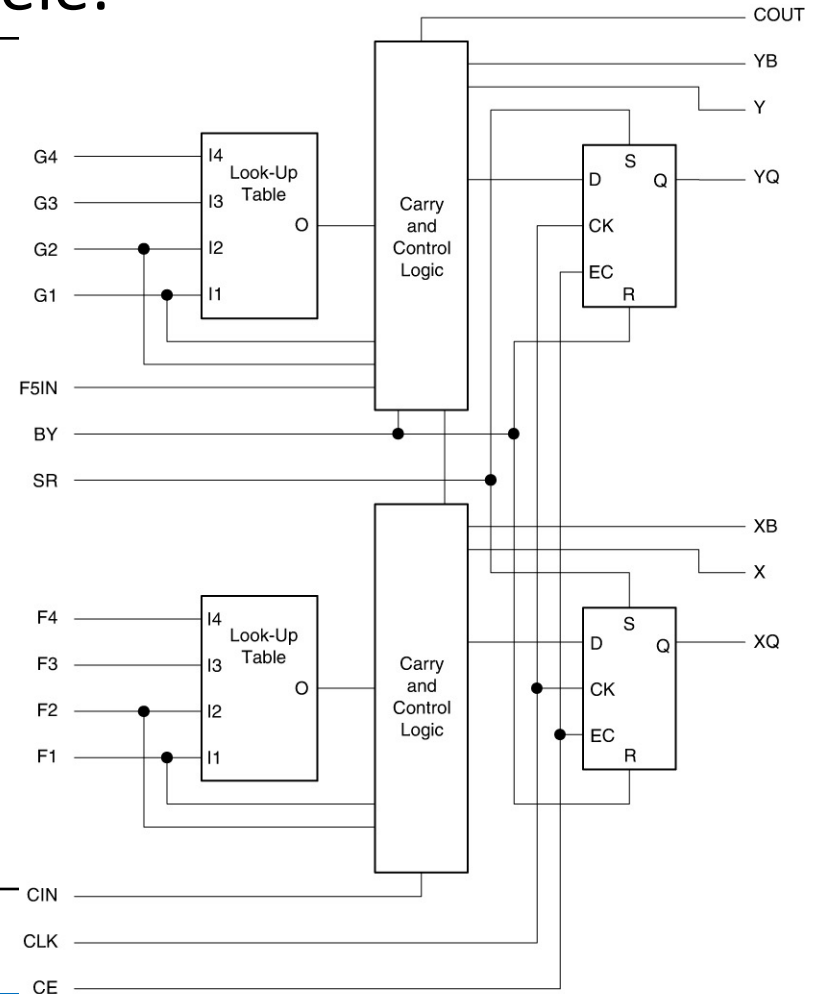 COUT
YB
Y
G4
G3
G2
G1
I4
I3
I2
I1
Look-Up
Table
O
Carry
and
Control
Logic
S
D
Q
CK
EC
R
YQ
F5IN
BY
SR
XB
X
F4
F3
F2
F1
I4
I3
I2
I1
Look-Up
Table
O
Carry
and
Control
Logic
S
D
Q
CK
EC
R
XQ
CIN
CLK
CE